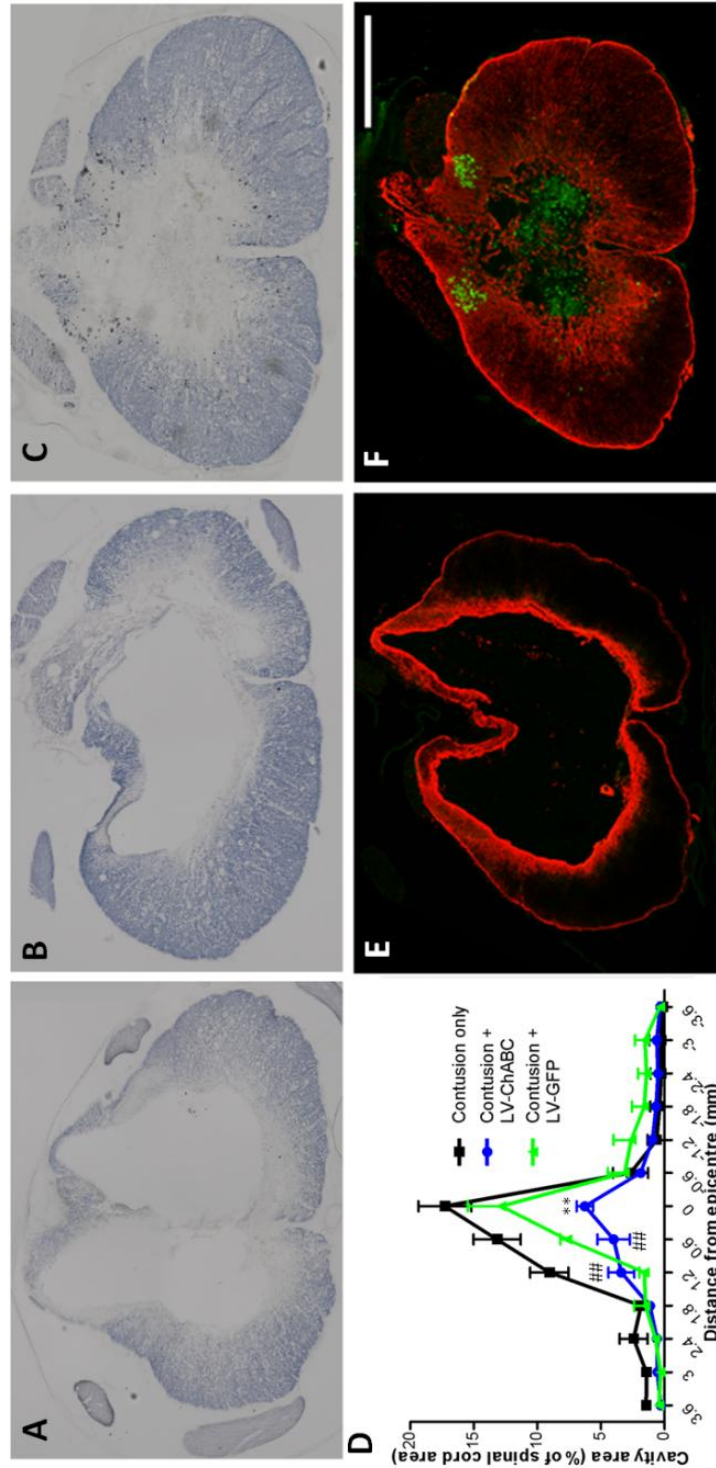 A
B
C
D
Cavity area (% of spinal cord area)
20
15
10
5
0
Contusion only
Contusion +
LV-ChABC
Contusion +
LV-GFP
**
##
##
3.6 3 2.4 1.8 1.2 0.6 0 -0.6 -1.2 -1.8 -2.4 -3 -3.6
Distance from epicentre (mm)
E
F